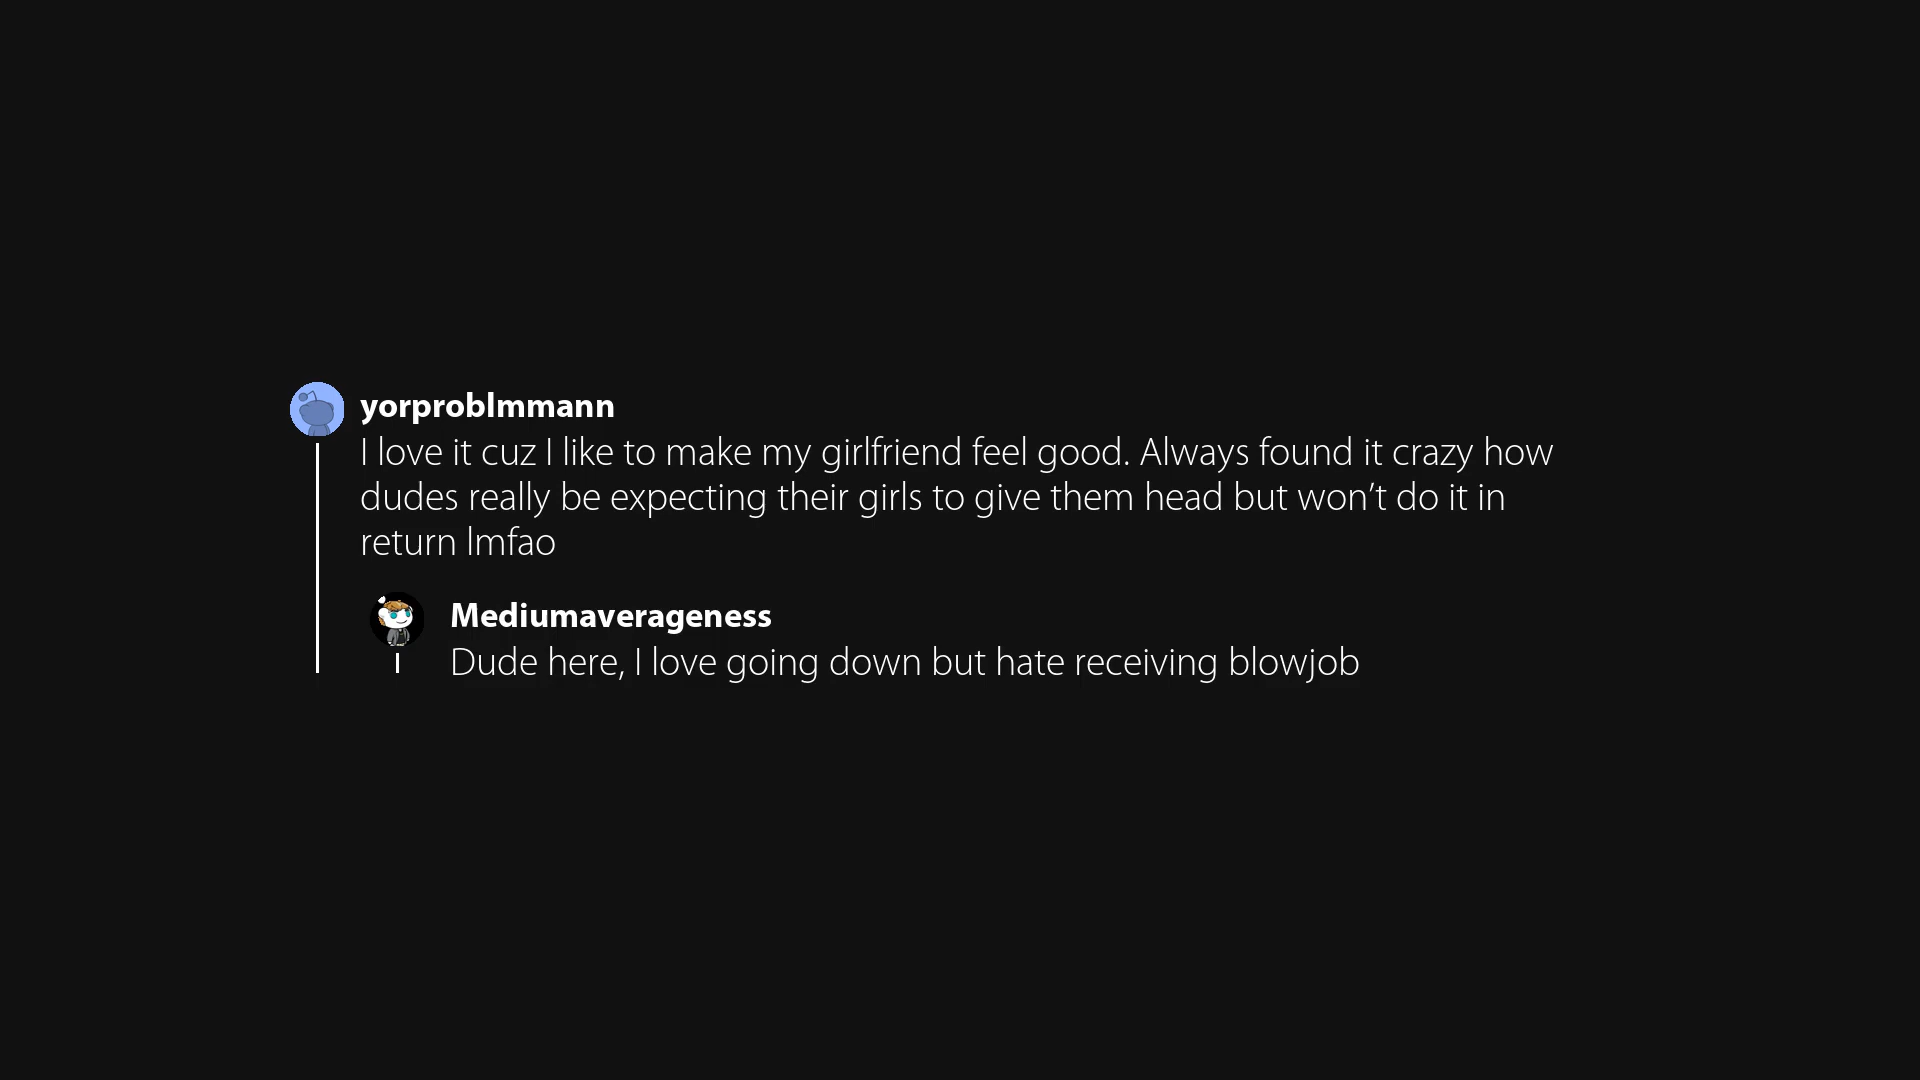 yorproblmmann
I love it cuz I like to make my girlfriend feel good. Always found it crazy how
dudes really be expecting their girls to give them head but won’t do it in
return lmfao
Mediumaverageness
Dude here, I love going down but hate receiving blowjob